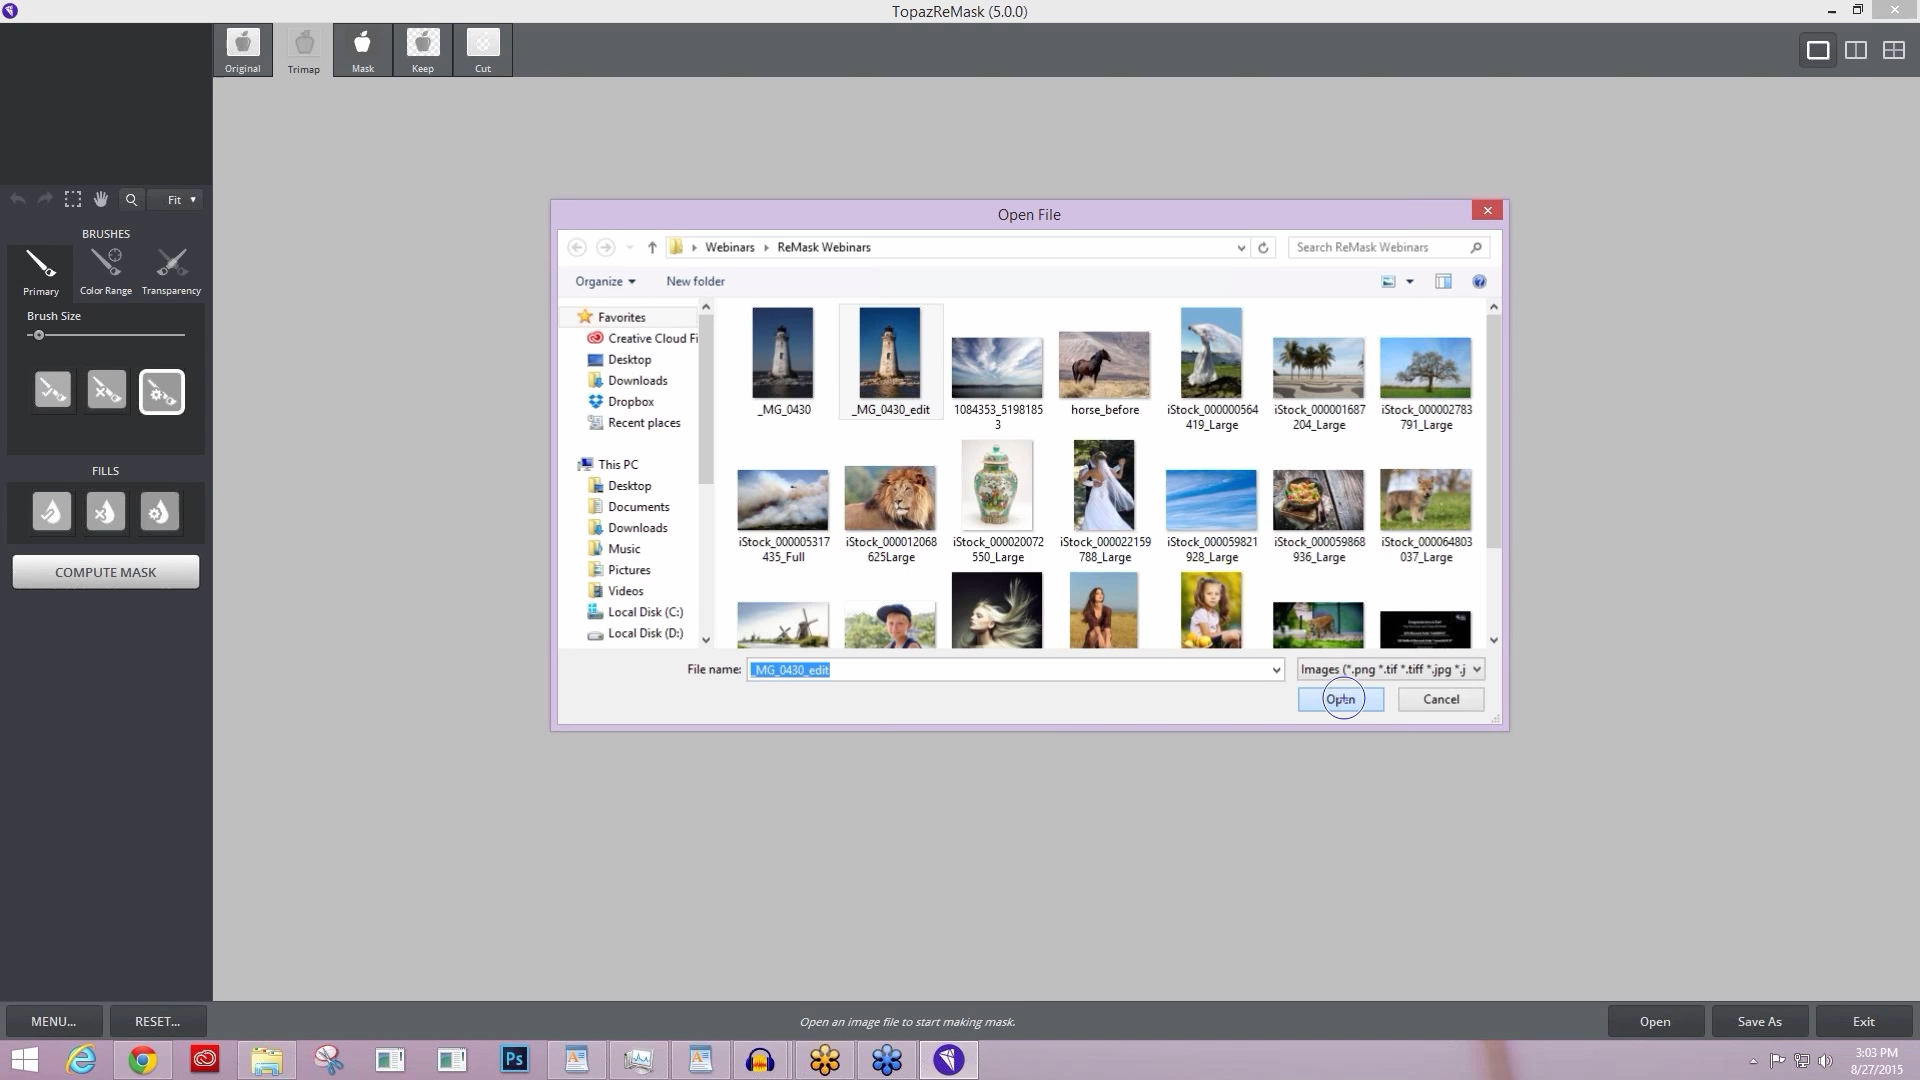 TopazReMask (5.0.0)
Original
Trimap
Mask
Keep
Cut
Fit
BRUSHES
Primary
Color Range
Transparency
Brush Size
FILLS
COMPUTE MASK
Open File
Webinars
ReMask Webinars
Search ReMask Webinars
Organize
New folder
Favorites
Creative Cloud Fi
Desktop
Downloads
Dropbox
Recent places
This PC
Desktop
Documents
Downloads
Music
Pictures
Videos
Local Disk (C:)
Local Disk (D:)
_MG_0430
_MG_0430_edit
1084353_5198185
3
horse_before
iStock_000000564
419_Large
iStock_000001687
204_Large
iStock_000002783
791_Large
iStock_000005317
435_Full
iStock_000012068
625Large
iStock_000020072
550_Large
iStock_000022159
788_Large
iStock_000059821
928_Large
iStock_000059868
936_Large
iStock_000064803
037_Large
File name:
_MG_0430_edit
Images (*.png *.tif *.tiff *.jpg *.j
Open
Cancel
MENU...
RESET...
Open an image file to start making mask.
Open
Save As
Exit
Ps
3:03 PM
8/27/2015